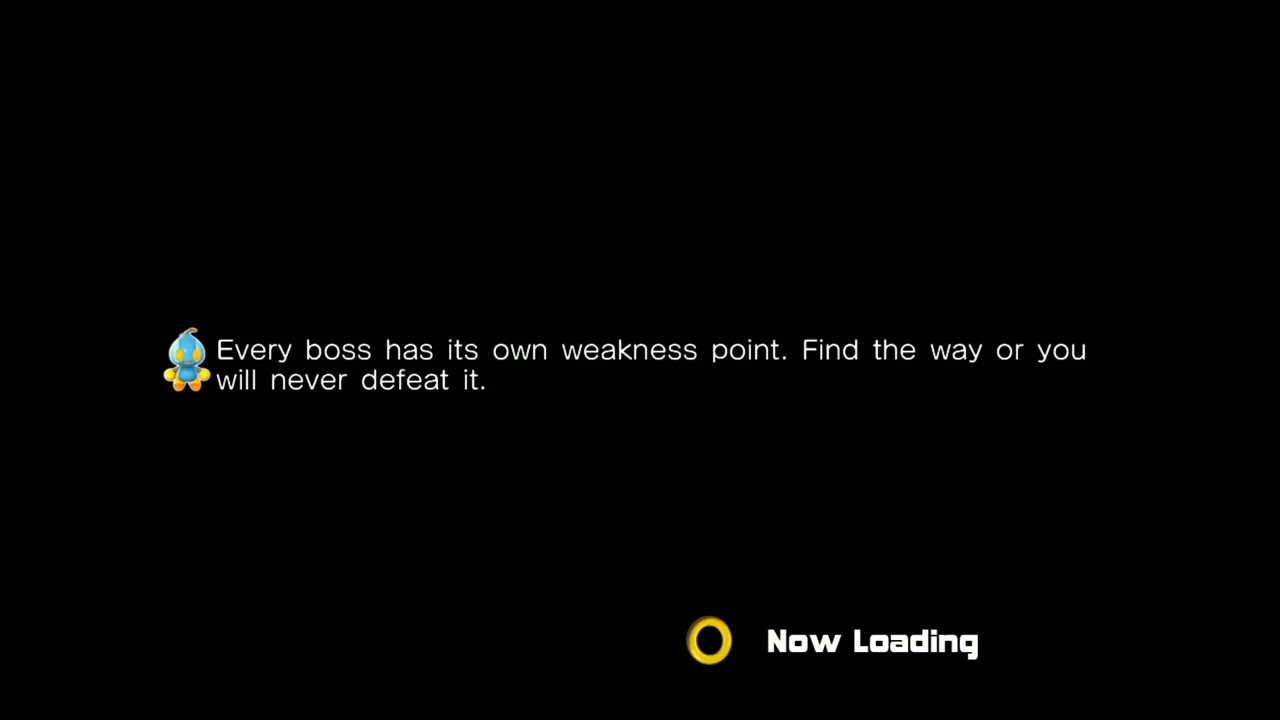 Every boss has its own weakness point. Find the way or you
will never defeat it.
Now Loading